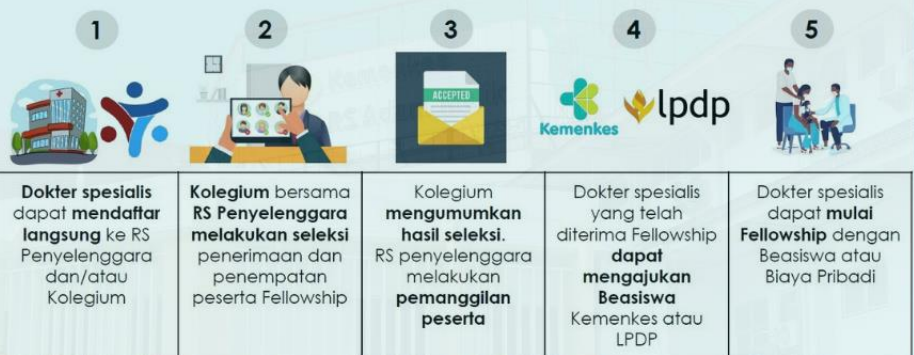 1
2
3
4
5
ACCEPTED
Kemenkes
lpdp
Dokter spesialis
dapat mendaftar
langsung ke RS
Penyelenggara
dan/atau
Kolegium
Kolegium bersama
RS Penyelenggara
melakukan seleksi
penerimaan dan
penempatan
peserta Fellowship
Kolegium
mengumumkan
hasil seleksi.
RS penyelenggara
melakukan
pemanggilan
peserta
Dokter spesialis
yang telah
diterima Fellowship
dapat
mengajukan
Beasiswa
Kemenkes atau
LPDP
Dokter spesialis
dapat mulai
Fellowship dengan
Beasiswa atau
Biaya Pribadi